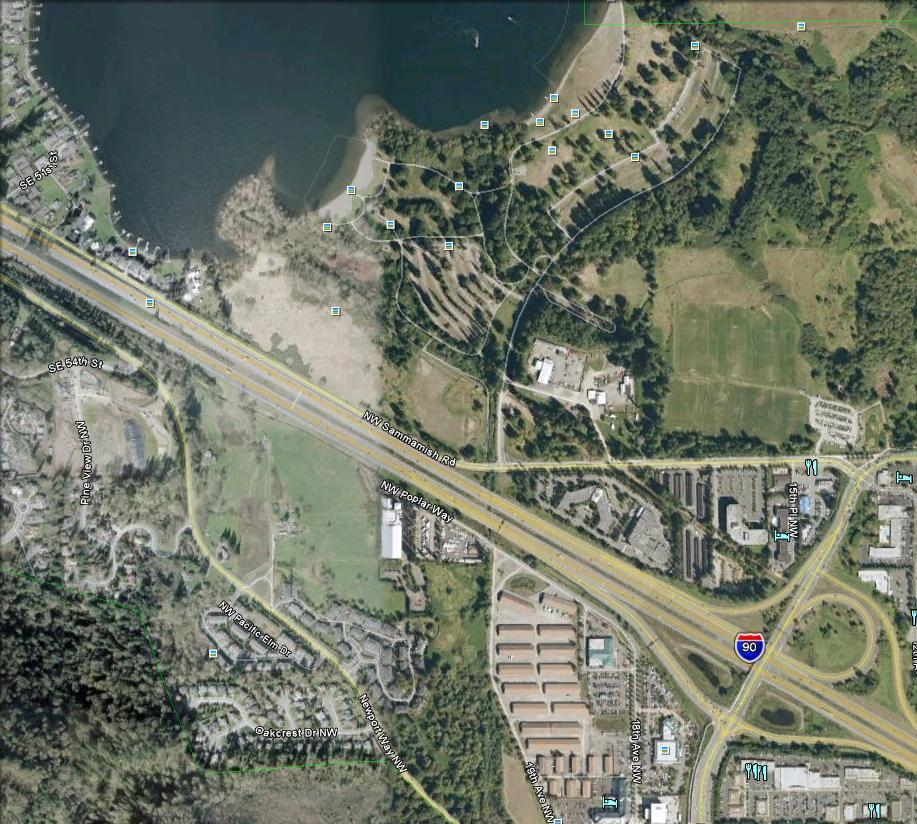 SE 51st St
SE 54th St
NW Sammamish Rd
Pine View Dr NW
NW Poplar Way
15th Pl NW
90
NW Pacific Elm Dr
Oakcrest Dr NW
Newport Way NW
18th Ave NW
19th Ave NW